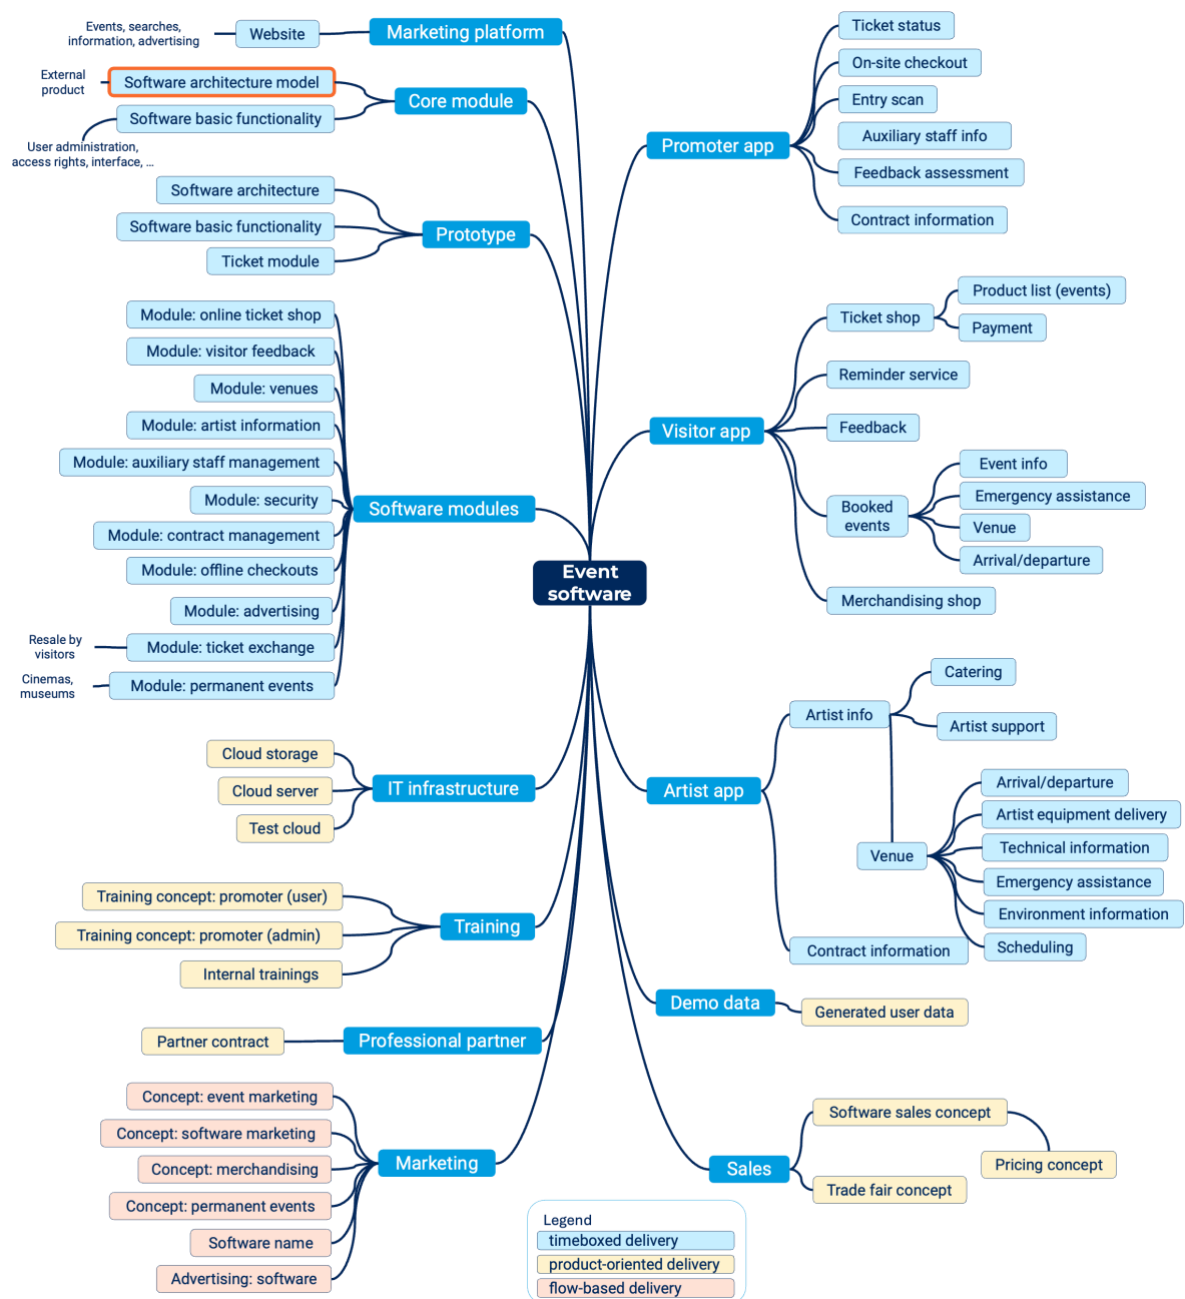 Events, searches,
information, advertising
Website
Marketing platform
External
product
Software architecture model
Core module
Software basic functionality
User administration,
access rights, interface, ...
Software architecture
Software basic functionality
Prototype
Ticket module
Module: online ticket shop
Module: visitor feedback
Module: venues
Module: artist information
Module: auxiliary staff management
Module: security
Software modules
Module: contract management
Module: offline checkouts
Module: advertising
Resale by
visitors
Module: ticket exchange
Cinemas,
museums
Module: permanent events
Event
software
Cloud storage
Cloud server
IT infrastructure
Test cloud
Training concept: promoter (user)
Training concept: promoter (admin)
Training
Internal trainings
Partner contract
Professional partner
Concept: event marketing
Concept: software marketing
Concept: merchandising
Marketing
Concept: permanent events
Software name
Advertising: software
Promoter app
Ticket status
On-site checkout
Entry scan
Auxiliary staff info
Feedback assessment
Contract information
Visitor app
Ticket shop
Product list (events)
Payment
Reminder service
Feedback
Booked
events
Event info
Emergency assistance
Venue
Arrival/departure
Merchandising shop
Artist app
Artist info
Catering
Artist support
Venue
Arrival/departure
Artist equipment delivery
Technical information
Emergency assistance
Environment information
Scheduling
Contract information
Demo data
Generated user data
Sales
Software sales concept
Pricing concept
Trade fair concept
Legend
timeboxed delivery
product-oriented delivery
flow-based delivery